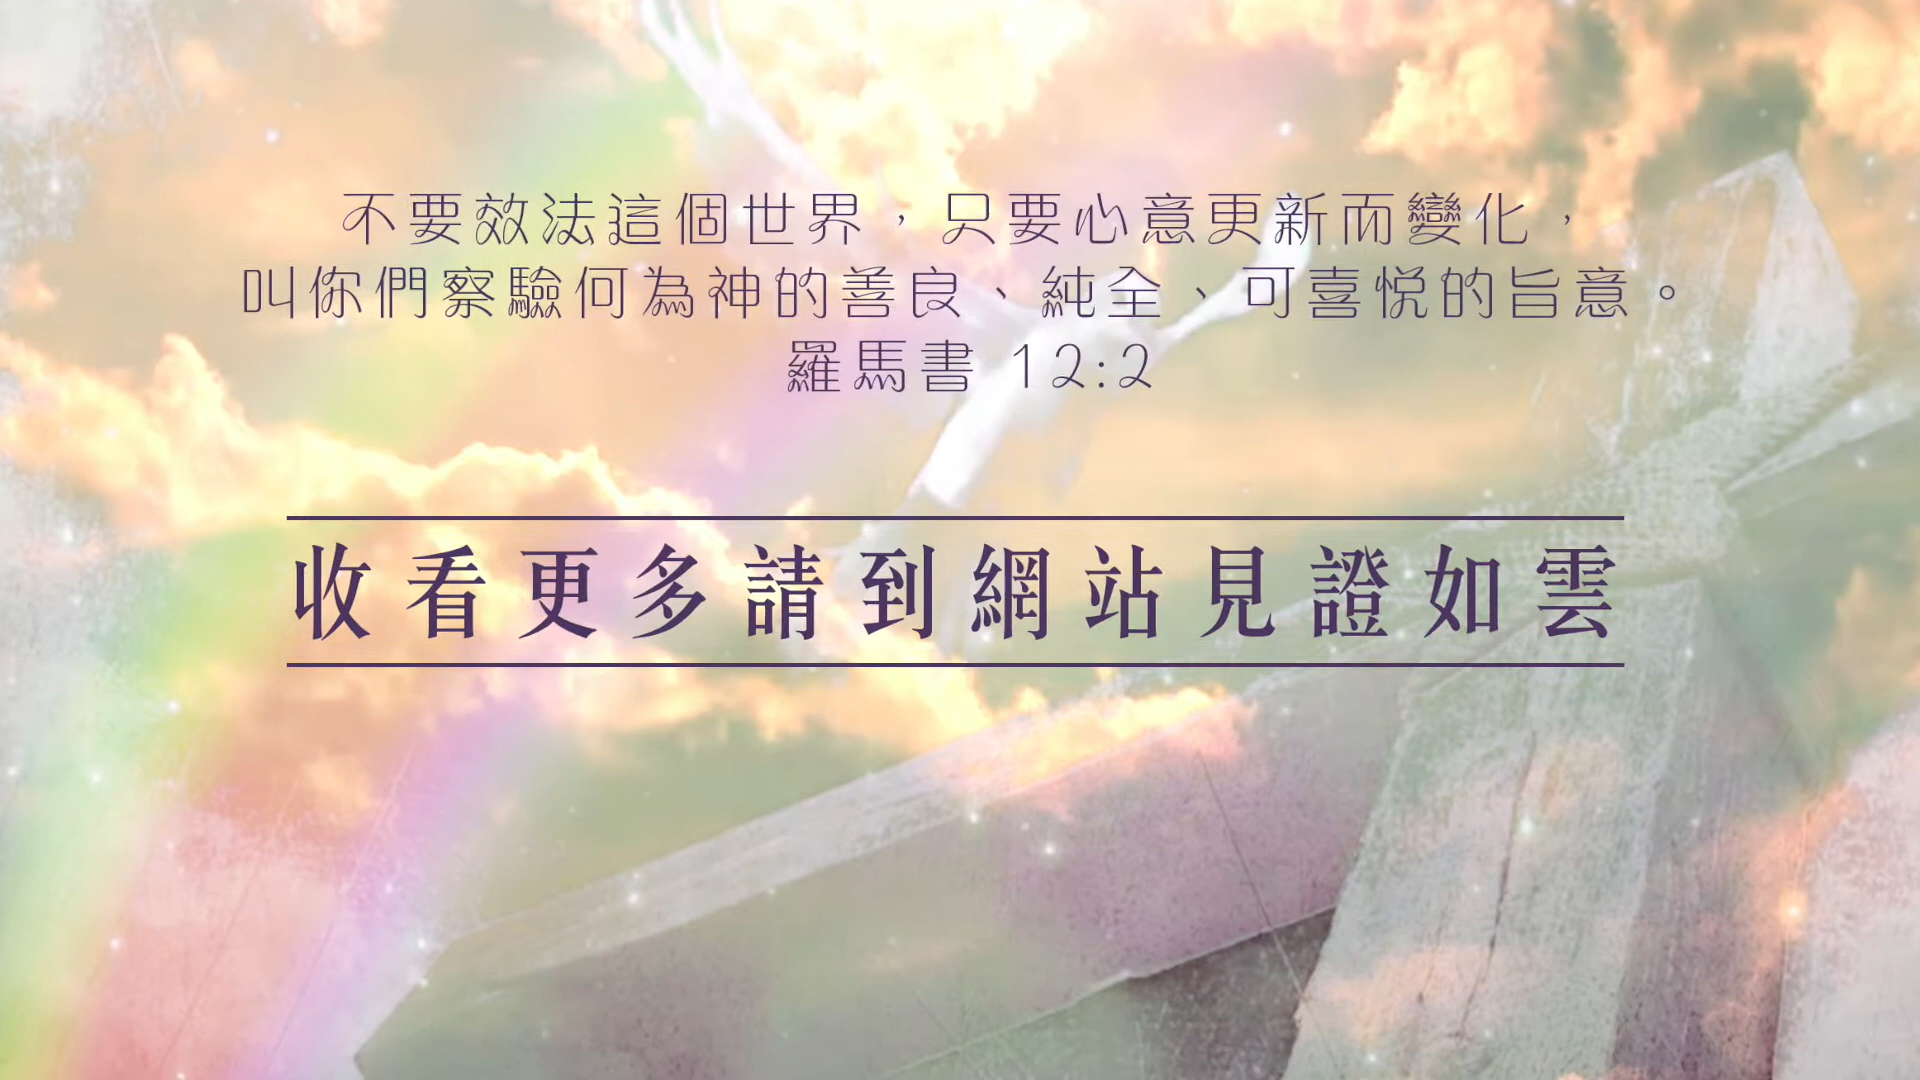 不要效法這個世界，只要心意更新而變化，
叫你們察驗何為神的善良、純全、可喜悅的旨意。
羅馬書 12:2
收看更多請到網站見證如雲